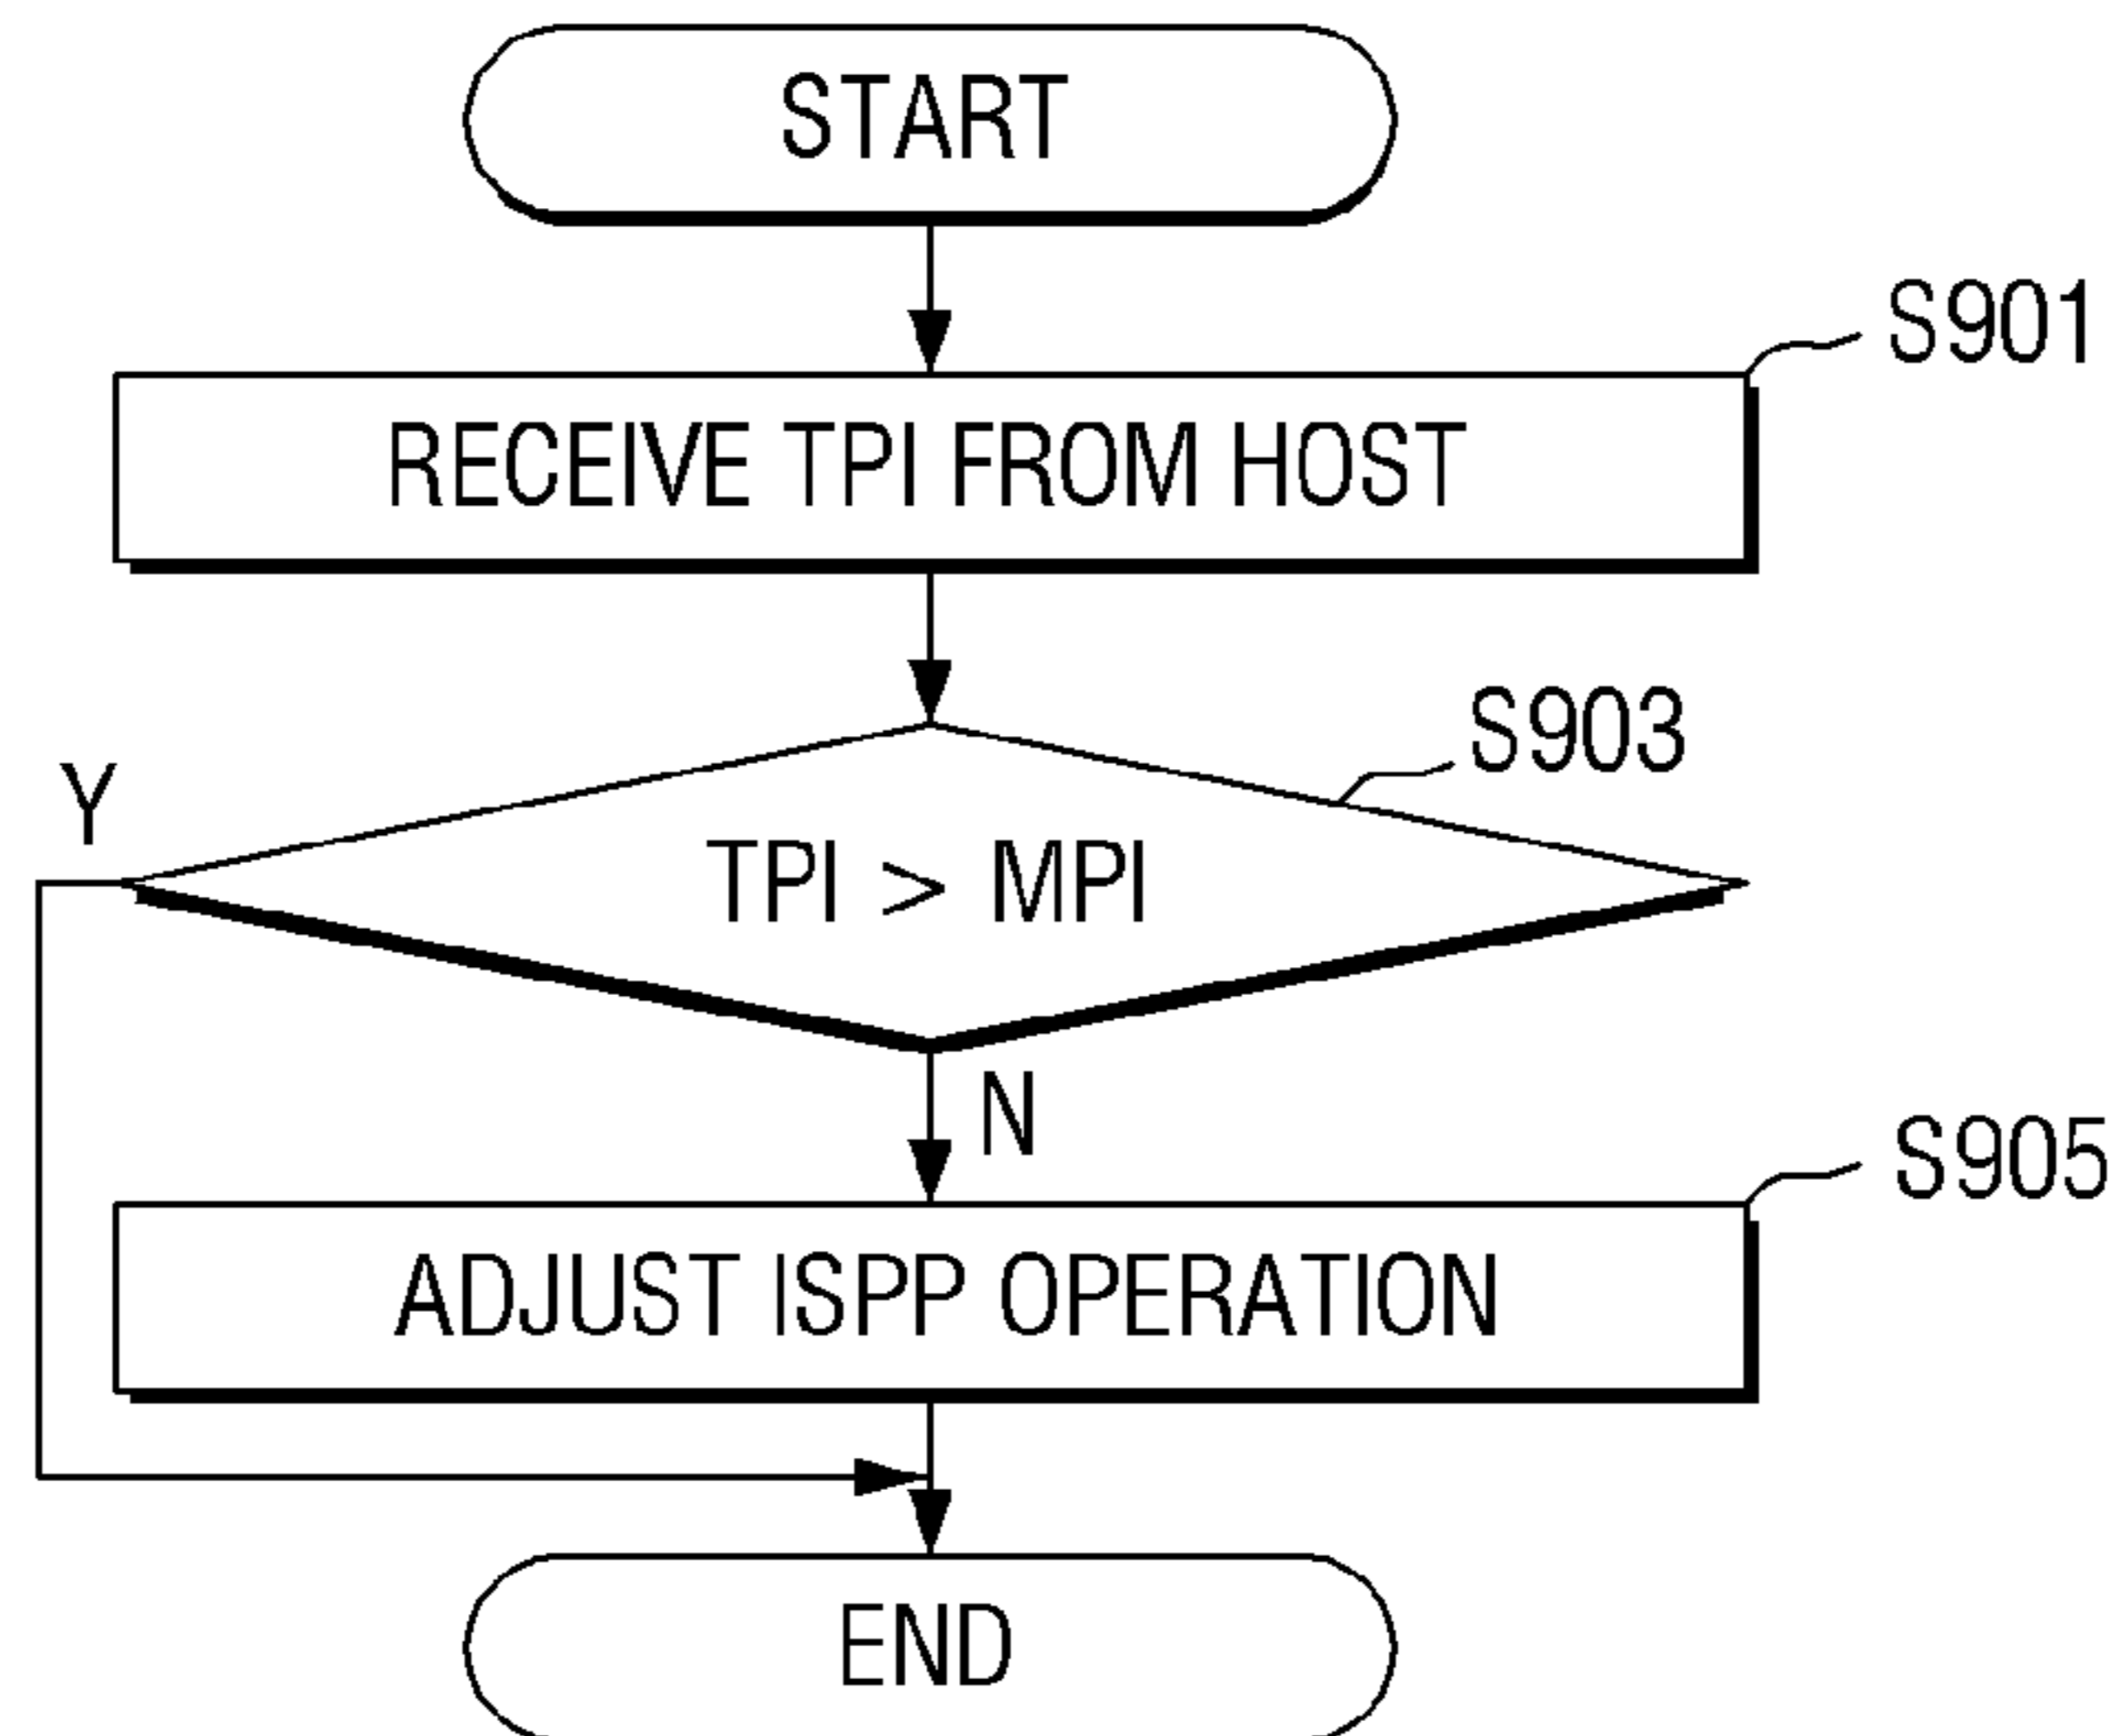 START
S901
RECEIVE TPI FROM HOST
S903
Y
TPI > MPI
N
S905
ADJUST ISPP OPERATION
END